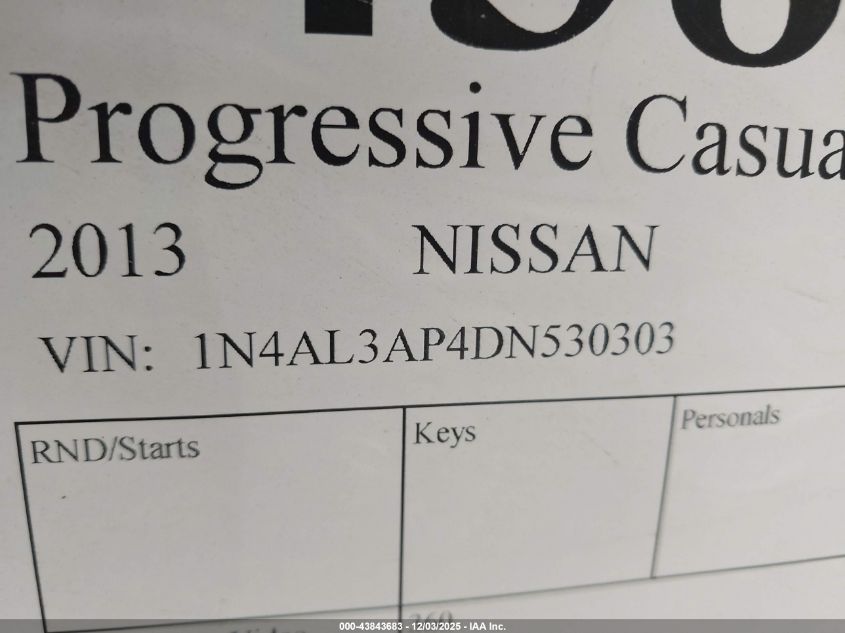 Progressive Casua
2013 NISSAN
VIN: 1N4AL3AP4DN530303
RND/Starts Keys Personals
000-43843683 - 12/03/2025 - IAA Inc.